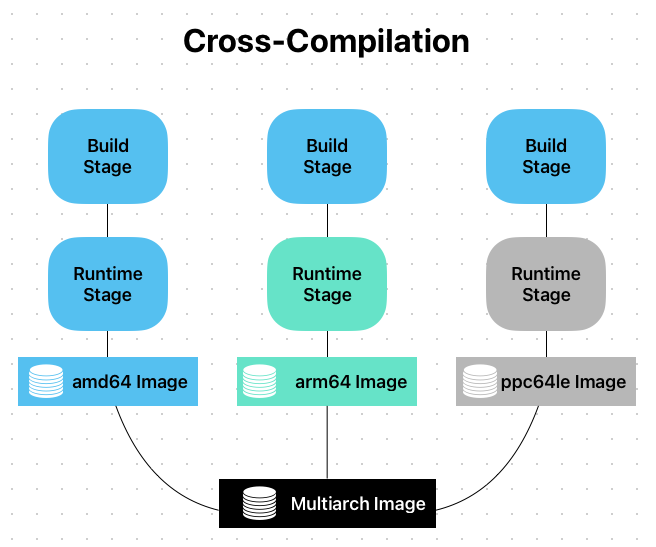 Cross-Compilation
Build
Stage
Build
Stage
Build
Stage
Runtime
Stage
Runtime
Stage
Runtime
Stage
amd64 Image
arm64 Image
ppc64le Image
Multiarch Image